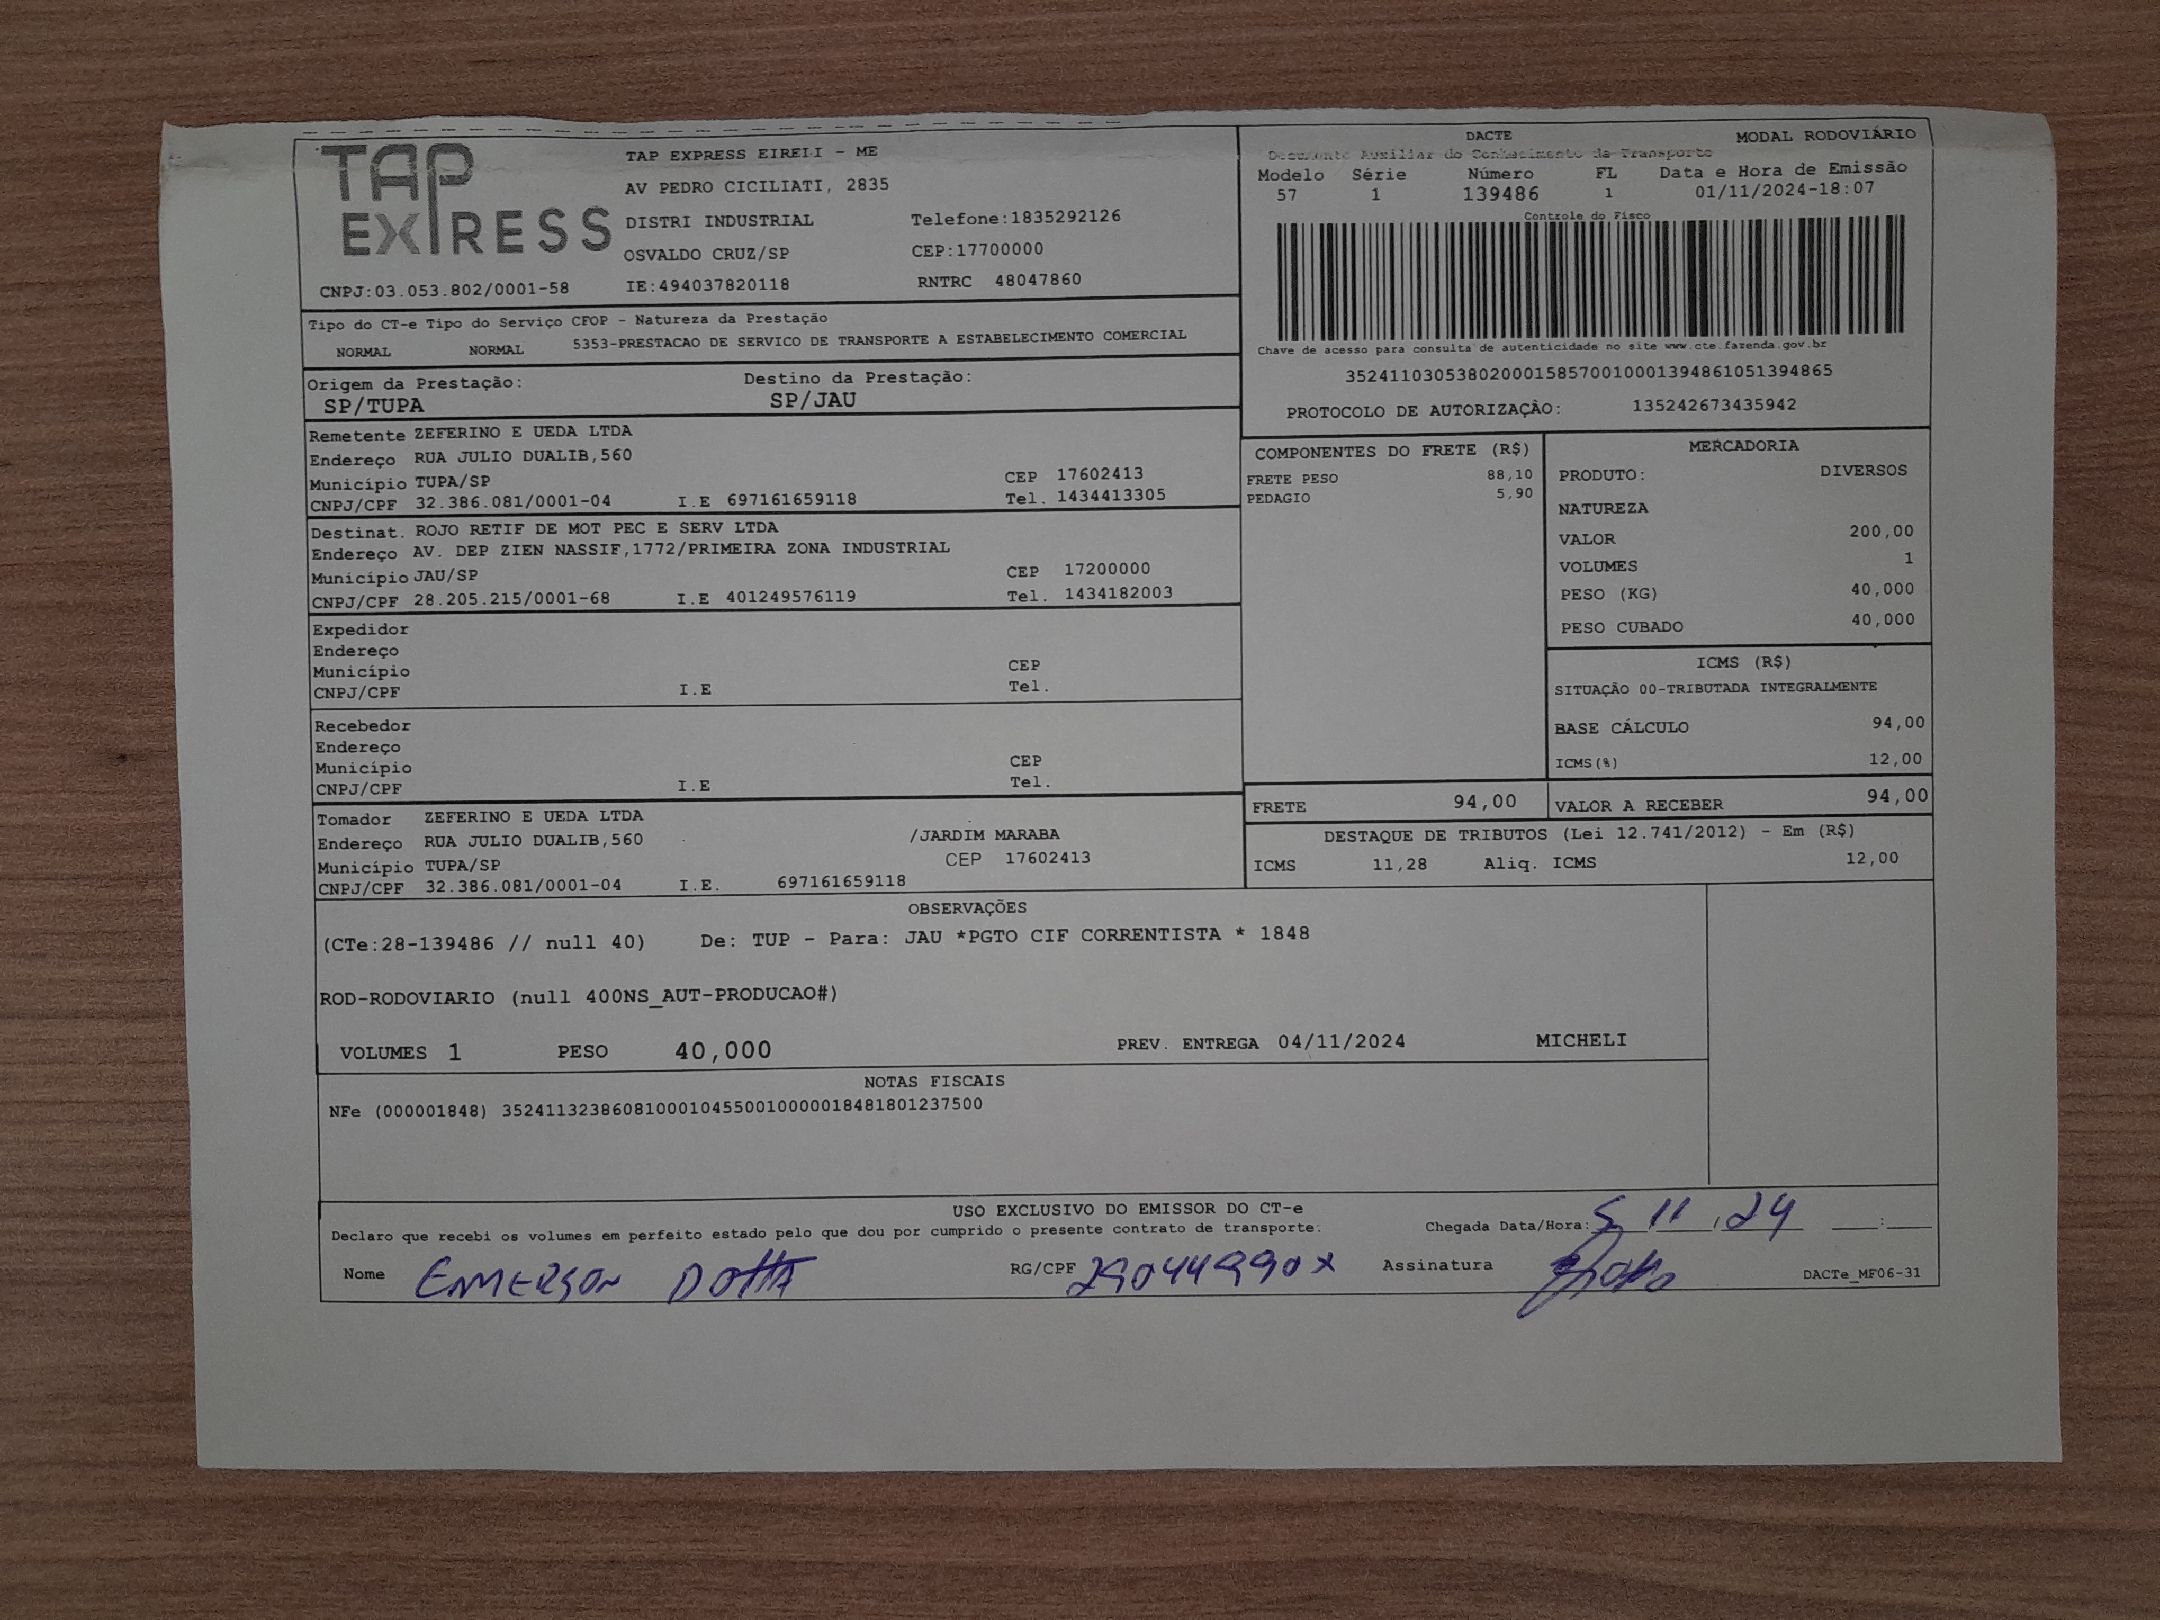 TAP EXPRESS
TAP EXPRESS EIRELI - ME
AV PEDRO CICILIATI, 2835
DISTRI INDUSTRIAL Telefone:1835292126
OSVALDO CRUZ/SP CEP:17700000
CNPJ:03.053.802/0001-58 IE:494037820118 RNTRC 48047860
DACTE MODAL RODOVIÁRIO
Documento Auxiliar do Conhecimento de Transporte
Modelo Série Número FL Data e Hora de Emissão
57 1 139486 1 01/11/2024-18:07
Controle do Fisco
Chave de acesso para consulta de autenticidade no site www.cte.fazenda.gov.br
35241103053802000158570010001394861051394865
PROTOCOLO DE AUTORIZAÇÃO: 135242673435942
Tipo do CT-e Tipo do Serviço CFOP - Natureza da Prestação
NORMAL NORMAL 5353-PRESTACAO DE SERVICO DE TRANSPORTE A ESTABELECIMENTO COMERCIAL
Origem da Prestação: Destino da Prestação:
SP/TUPA SP/JAU
Remetente ZEFERINO E UEDA LTDA
Endereço RUA JULIO DUALIB,560
Município TUPA/SP CEP 17602413
CNPJ/CPF 32.386.081/0001-04 I.E 697161659118 Tel. 1434413305
Destinat. ROJO RETIF DE MOT PEC E SERV LTDA
Endereço AV. DEP ZIEN NASSIF,1772/PRIMEIRA ZONA INDUSTRIAL
Município JAU/SP CEP 17200000
CNPJ/CPF 28.205.215/0001-68 I.E 401249576119 Tel. 1434182003
Expedidor
Endereço
Município CEP
CNPJ/CPF I.E Tel.
Recebedor
Endereço
Município CEP
CNPJ/CPF I.E Tel.
Tomador ZEFERINO E UEDA LTDA
Endereço RUA JULIO DUALIB,560 /JARDIM MARABA
Município TUPA/SP CEP 17602413
CNPJ/CPF 32.386.081/0001-04 I.E. 697161659118
COMPONENTES DO FRETE (R$)
FRETE PESO 88,10
PEDAGIO 5,90
MERCADORIA
PRODUTO: DIVERSOS
NATUREZA
VALOR 200,00
VOLUMES 1
PESO (KG) 40,000
PESO CUBADO 40,000
ICMS (R$)
SITUAÇÃO 00-TRIBUTADA INTEGRALMENTE
BASE CÁLCULO 94,00
ICMS(%) 12,00
FRETE 94,00 VALOR A RECEBER 94,00
DESTAQUE DE TRIBUTOS (Lei 12.741/2012) - Em (R$)
ICMS 11,28 Aliq. ICMS 12,00
OBSERVAÇÕES
(CTe:28-139486 // null 40) De: TUP - Para: JAU *PGTO CIF CORRENTISTA * 1848
ROD-RODOVIARIO (null 400NS_AUT-PRODUCAO#)
VOLUMES 1 PESO 40,000 PREV. ENTREGA 04/11/2024 MICHELI
NOTAS FISCAIS
NFe (000001848) 35241132386081000104550010000018481801237500
USO EXCLUSIVO DO EMISSOR DO CT-e
Declaro que recebi os volumes em perfeito estado pelo que dou por cumprido o presente contrato de transporte. Chegada Data/Hora: 5 11 24
Nome EMERSON DOTTA RG/CPF 29044990X Assinatura
DACTe_MF06-31